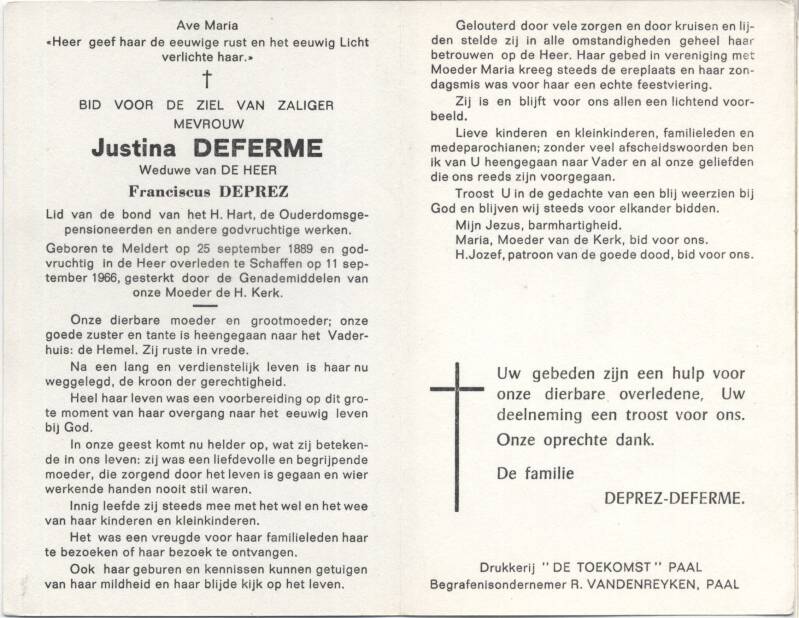 Ave Maria
«Heer geef haar de eeuwige rust en het eeuwig Licht
verlichte haar.»
BID VOOR DE ZIEL VAN ZALIGER
MEVROUW
Justina DEFERME
Weduwe van DE HEER
Franciscus DEPREZ
Lid van de bond van het H. Hart, de Ouderdomsge-
pensioneerden en andere godvruchtige werken.
Geboren te Meldert op 25 september 1889 en god-
vruchtig in de Heer overleden te Schaffen op 11 sep-
tember 1966, gesterkt door de Genademiddelen van
onze Moeder de H. Kerk.
Onze dierbare moeder en grootmoeder; onze
goede zuster en tante is heengegaan naar het Vader-
huis: de Hemel. Zij ruste in vrede.
Na een lang en verdienstelijk leven is haar nu
weggelegd, de kroon der gerechtigheid.
Heel haar leven was een voorbereiding op dit gro-
te moment van haar overgang naar het eeuwig leven
bij God.
In onze geest komt nu helder op, wat zij beteken-
de in ons leven: zij was een liefdevolle en begrijpende
moeder, die zorgend door het leven is gegaan en wier
werkende handen nooit stil waren.
Innig leefde zij steeds mee met het wel en het wee
van haar kinderen en kleinkinderen.
Het was een vreugde voor haar familieleden haar
te bezoeken of haar bezoek te ontvangen.
Ook haar geburen en kennissen kunnen getuigen
van haar mildheid en haar blijde kijk op het leven.
Gelouterd door vele zorgen en door kruisen en lij-
den stelde zij in alle omstandigheden geheel haar
betrouwen op de Heer. Haar gebed in vereniging met
Moeder Maria kreeg steeds de ereplaats en haar zon-
dagsmis was voor haar een echte feestviering.
Zij is en blijft voor ons allen een lichtend voor-
beeld.
Lieve kinderen en kleinkinderen, familieleden en
medeparochianen; zonder veel afscheidswoorden ben
ik van U heengegaan naar Vader en al onze geliefden
die ons reeds zijn voorgegaan.
Troost U in de gedachte van een blij weerzien bij
God en blijven wij steeds voor elkander bidden.
Mijn Jezus, barmhartigheid.
Maria, Moeder van de Kerk, bid voor ons.
H.Jozef, patroon van de goede dood, bid voor ons.
Uw gebeden zijn een hulp voor
onze dierbare overledene, Uw
deelneming een troost voor ons.
Onze oprechte dank.
De familie
DEPREZ-DEFERME.
Drukkerij "DE TOEKOMST" PAAL
Begrafenisondernemer R. VANDENREYKEN, PAAL